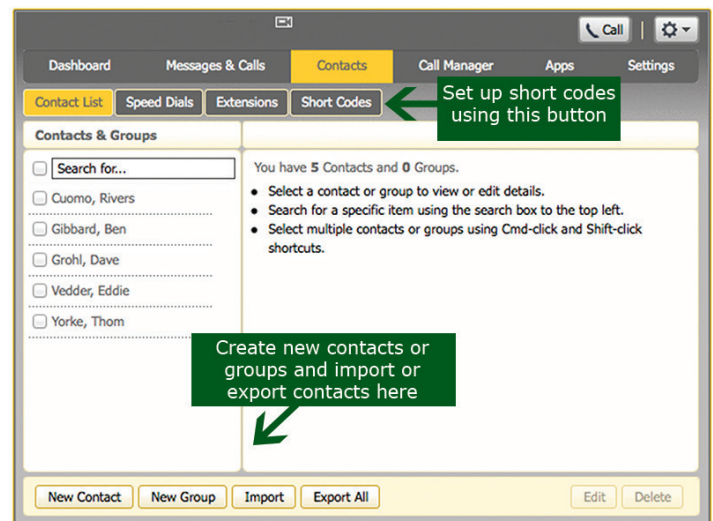 Call
Dashboard Messages & Calls Contacts Call Manager Apps Settings
Contact List Speed Dials Extensions Short Codes
Set up short codes
using this button
Contacts & Groups
Search for...
Cuomo, Rivers
Gibbard, Ben
Grohl, Dave
Vedder, Eddie
Yorke, Thom
You have 5 Contacts and 0 Groups.
• Select a contact or group to view or edit details.
• Search for a specific item using the search box to the top left.
• Select multiple contacts or groups using Cmd-click and Shift-click
shortcuts.
Create new contacts or
groups and import or
export contacts here
New Contact New Group Import Export All Edit Delete